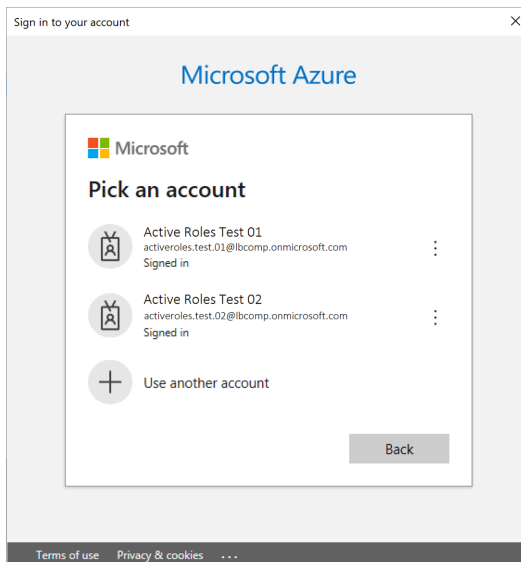 Sign in to your account
Microsoft Azure
Microsoft
Pick an account
Active Roles Test 01
activeroles.test.01@lbcomp.onmicrosoft.com
Signed in
Active Roles Test 02
activeroles.test.02@lbcomp.onmicrosoft.com
Signed in
Use another account
Back
Terms of use Privacy & cookies ...